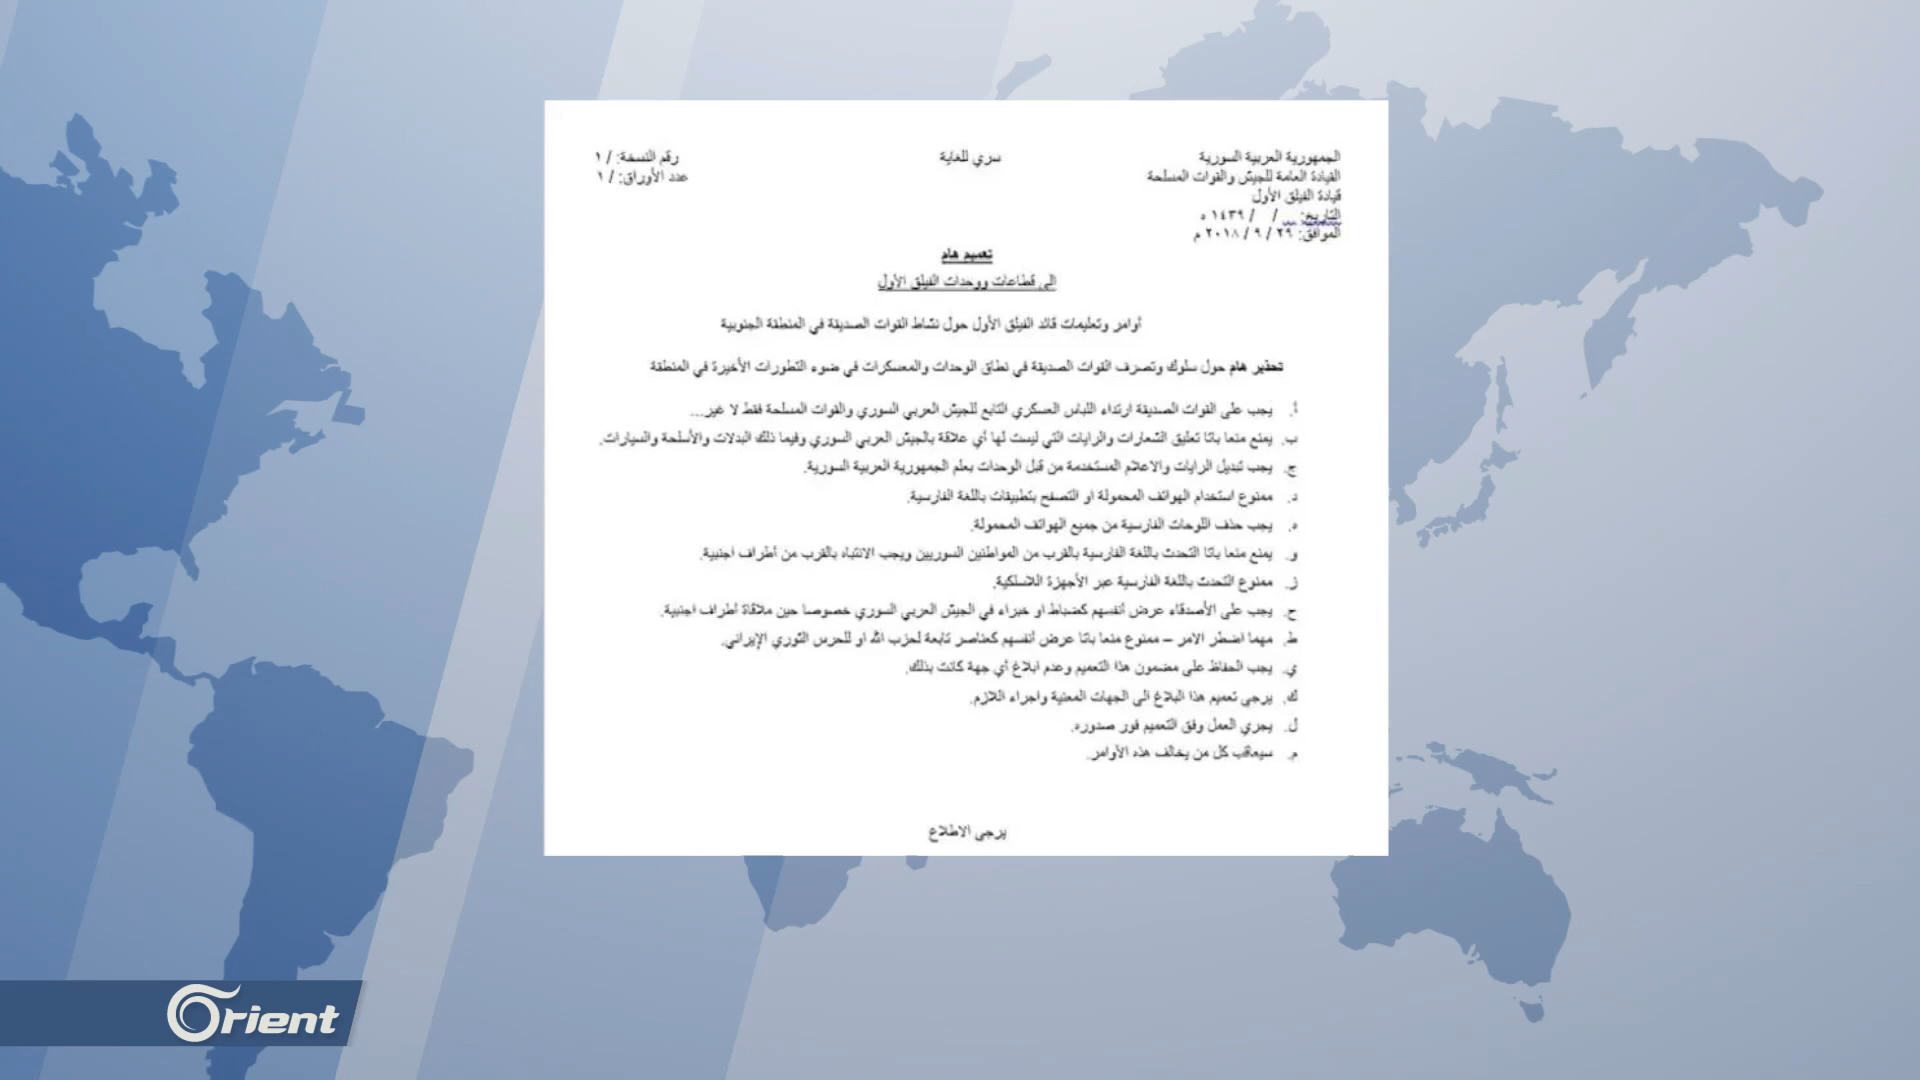 الجمهورية العربية السورية
القيادة العامة للجيش والقوات المسلحة
قيادة الفيلق الأول
التاريخ: / / ١٤٣٩ ه
الموافق: ٢٩ / ٩ / ٢٠١٨ م
سري للغاية
رقم النسخة: / ١
عدد الأوراق: / ١
تعميم هام
الى قطاعات ووحدات الفيلق الأول
أوامر وتعليمات قائد الفيلق الأول حول نشاط القوات الصديقة في المنطقة الجنوبية
تحذير هام حول سلوك وتصرف القوات الصديقة في نطاق الوحدات والمعسكرات في ضوء التطورات الأخيرة في المنطقة
أ. يجب على القوات الصديقة ارتداء اللباس العسكري التابع للجيش العربي السوري والقوات المسلحة فقط لا غير...
ب. يمنع منعا باتا تعليق الشعارات والرايات التي ليست لها أي علاقة بالجيش العربي السوري وفيما ذلك البدلات والأسلحة والسيارات.
ج. يجب تبديل الرايات والاعلام المستخدمة من قبل الوحدات بعلم الجمهورية العربية السورية.
د. ممنوع استخدام الهواتف المحمولة او التصفح بتطبيقات باللغة الفارسية.
ه. يجب حذف اللوحات الفارسية من جميع الهواتف المحمولة.
و. يمنع منعا باتا التحدث باللغة الفارسية بالقرب من المواطنين السوريين ويجب الانتباه بالقرب من أطراف اجنبية.
ز. ممنوع التحدث باللغة الفارسية عبر الأجهزة اللاسلكية.
ح. يجب على الأصدقاء عرض أنفسهم كضباط او خبراء في الجيش العربي السوري خصوصا حين ملاقاة أطراف اجنبية.
ط. مهما اضطر الامر – ممنوع منعا باتا عرض أنفسهم كعناصر تابعة لحزب الله او للحرس الثوري الإيراني.
ي. يجب الحفاظ على مضمون هذا التعميم وعدم ابلاغ أي جهة كانت بذلك.
ك. يرجى تعميم هذا البلاغ الى الجهات المعنية واجراء اللازم.
ل. يجري العمل وفق التعميم فور صدوره.
م. سيعاقب كل من يخالف هذه الأوامر.
يرجى الاطلاع
Orient